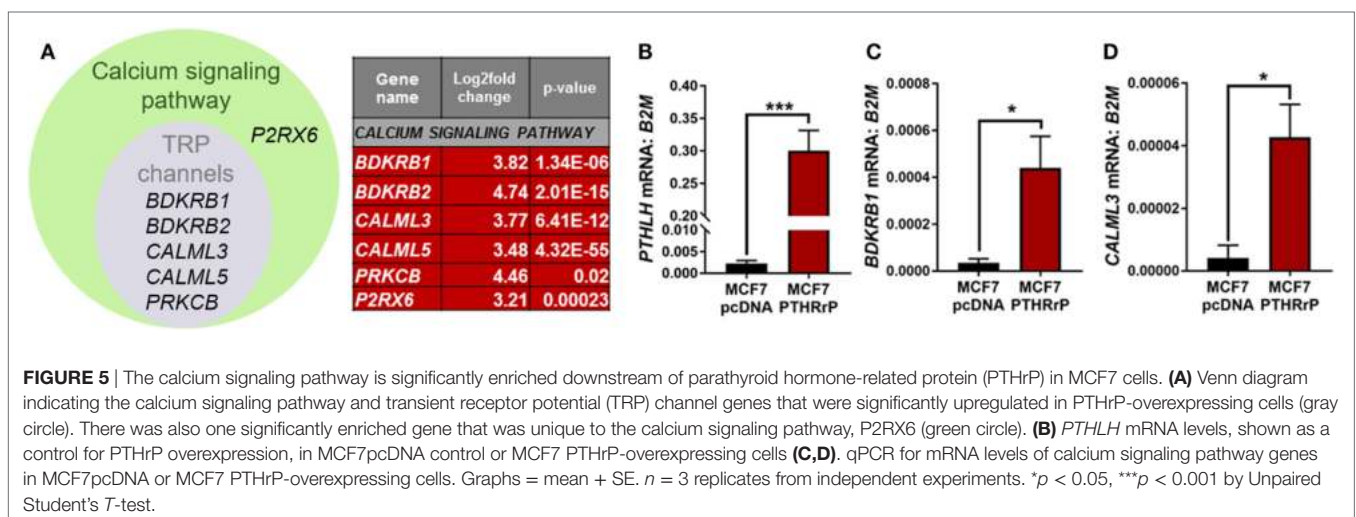 A
Calcium signaling
pathway
P2RX6
TRP
channels
BDKRB1
BDKRB2
CALML3
CALML5
PRKCB
Gene name Log2fold change p-value
CALCIUM SIGNALING PATHWAY
BDKRB1 3.82 1.34E-06
BDKRB2 4.74 2.01E-15
CALML3 3.77 6.41E-12
CALML5 3.48 4.32E-55
PRKCB 4.46 0.02
P2RX6 3.21 0.00023
B
PTHLH mRNA: B2M
0.40
0.35
0.30
0.25
0.20
0.010
0.005
0.000
***
MCF7 MCF7
pcDNA PTHRrP
C
BDKRB1 mRNA: B2M
0.0008
0.0006
0.0004
0.0002
0.0000
*
MCF7 MCF7
pcDNA PTHRrP
D
CALML3 mRNA: B2M
0.00006
0.00004
0.00002
0.00000
*
MCF7 MCF7
pcDNA PTHRrP
FIGURE 5 | The calcium signaling pathway is significantly enriched downstream of parathyroid hormone-related protein (PTHrP) in MCF7 cells. (A) Venn diagram
indicating the calcium signaling pathway and transient receptor potential (TRP) channel genes that were significantly upregulated in PTHrP-overexpressing cells (gray
circle). There was also one significantly enriched gene that was unique to the calcium signaling pathway, P2RX6 (green circle). (B) PTHLH mRNA levels, shown as a
control for PTHrP overexpression, in MCF7pcDNA control or MCF7 PTHrP-overexpressing cells (C,D). qPCR for mRNA levels of calcium signaling pathway genes
in MCF7pcDNA or MCF7 PTHrP-overexpressing cells. Graphs = mean + SE. n = 3 replicates from independent experiments. *p < 0.05, ***p < 0.001 by Unpaired
Student's T-test.